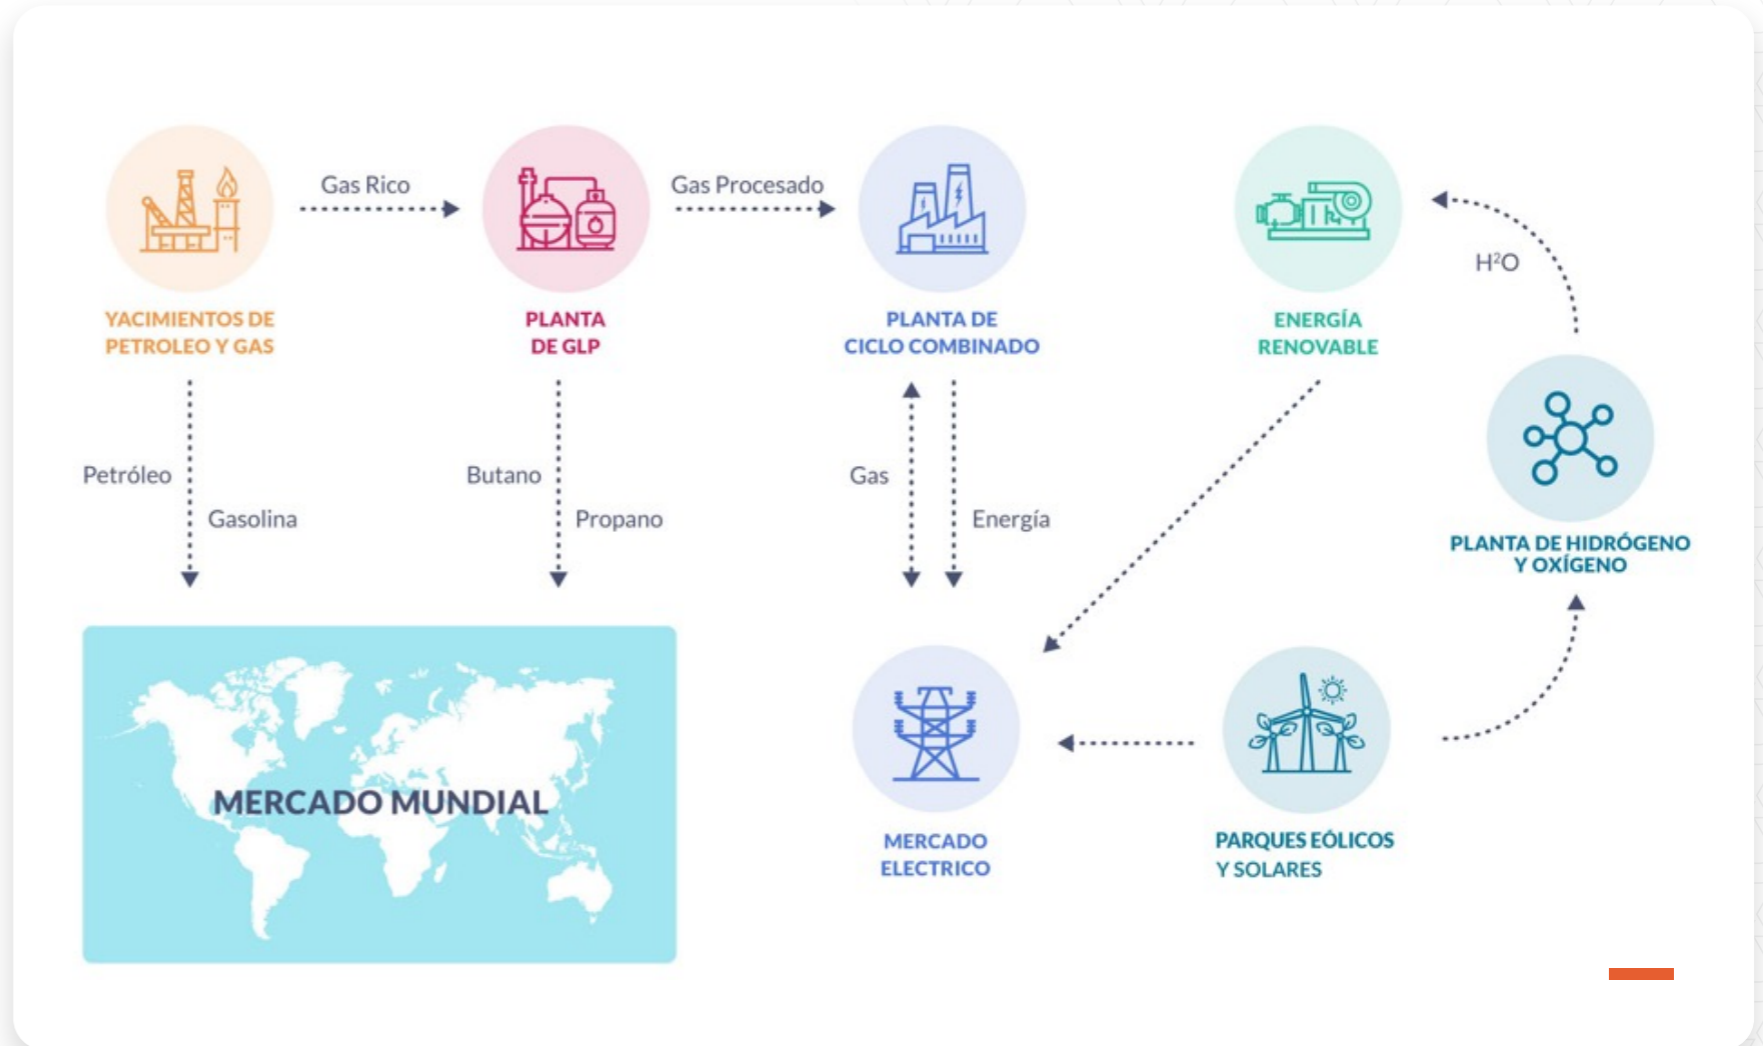 Gas Rico
Gas Procesado
H²O
YACIMIENTOS DE
PETROLEO Y GAS
PLANTA
DE GLP
PLANTA DE
CICLO COMBINADO
ENERGÍA
RENOVABLE
Petróleo
Gasolina
Butano
Propano
Gas
Energía
PLANTA DE HIDRÓGENO
Y OXÍGENO
MERCADO MUNDIAL
MERCADO
ELECTRICO
PARQUES EÓLICOS
Y SOLARES